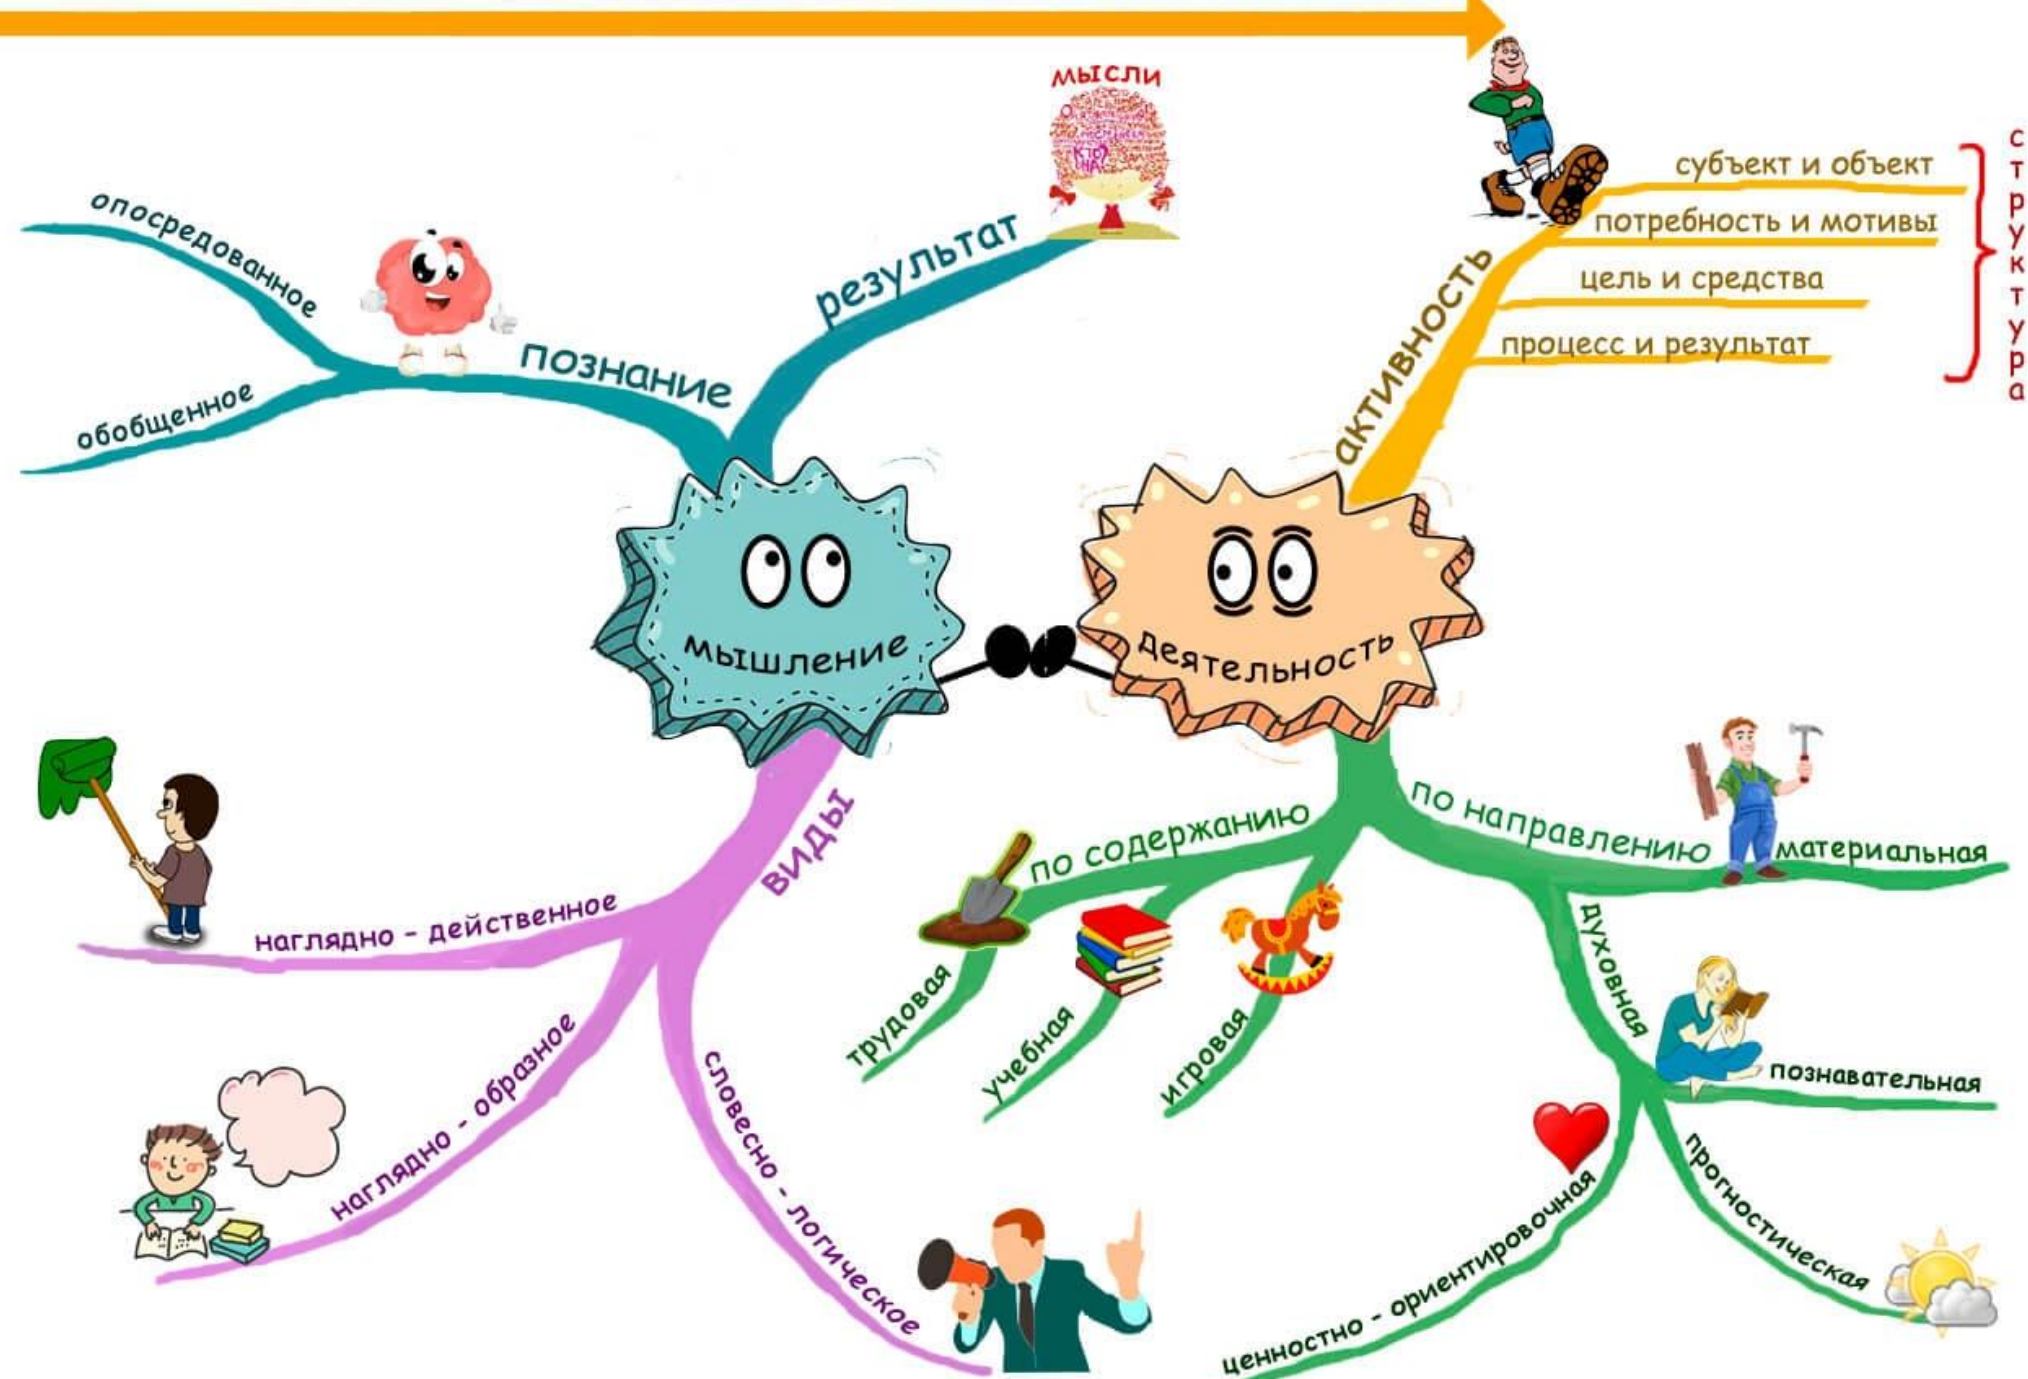 мысли
КТО?
опосредованное
обобщенное
познание
результат
мышление
виды
наглядно - действенное
наглядно - образное
словесно - логическое
активность
субъект и объект
потребность и мотивы
цель и средства
процесс и результат
структура
деятельность
по содержанию
трудовая
учебная
игровая
по направлению
материальная
духовная
познавательная
прогностическая
ценностно - ориентировочная